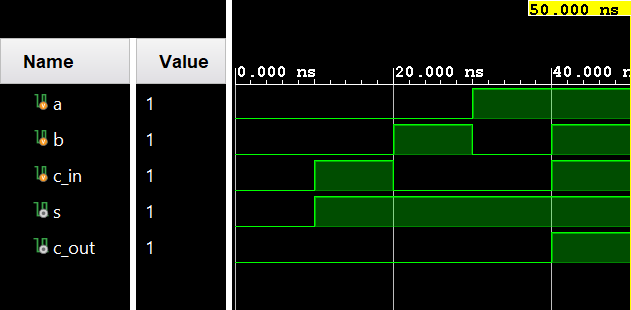 50.000 ns
Name Value
0.000 ns 20.000 ns 40.000 n
a 1
b 1
c_in 1
s 1
c_out 1